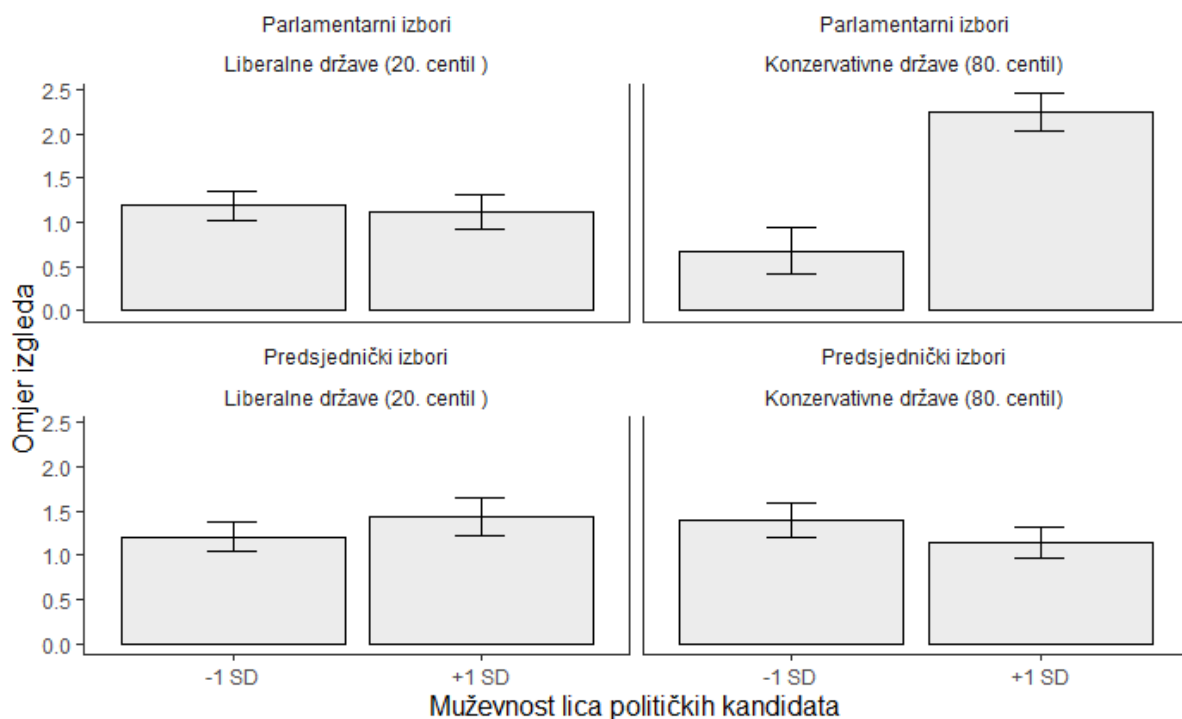 Parlamentarni izbori
Parlamentarni izbori
Liberalne države (20. centil )
Konzervativne države (80. centil)
2.5
2.0
1.5
1.0
0.5
0.0
Predsjednički izbori
Predsjednički izbori
Liberalne države (20. centil )
Konzervativne države (80. centil)
2.5
2.0
1.5
1.0
0.5
0.0
Omjer izgleda
-1 SD
+1 SD
-1 SD
+1 SD
Muževnost lica političkih kandidata